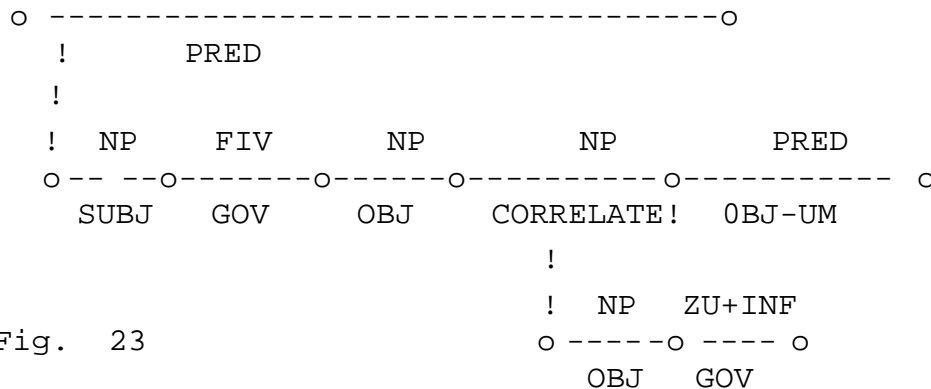 o -----------------------------------o
! PRED
!
! NP FIV NP NP PRED
o -- --o-------o------o----------o----------- o
SUBJ GOV OBJ CORRELATE! 0BJ-UM
!
! NP ZU+INF
Fig. 23 o -----o ---- o
OBJ GOV